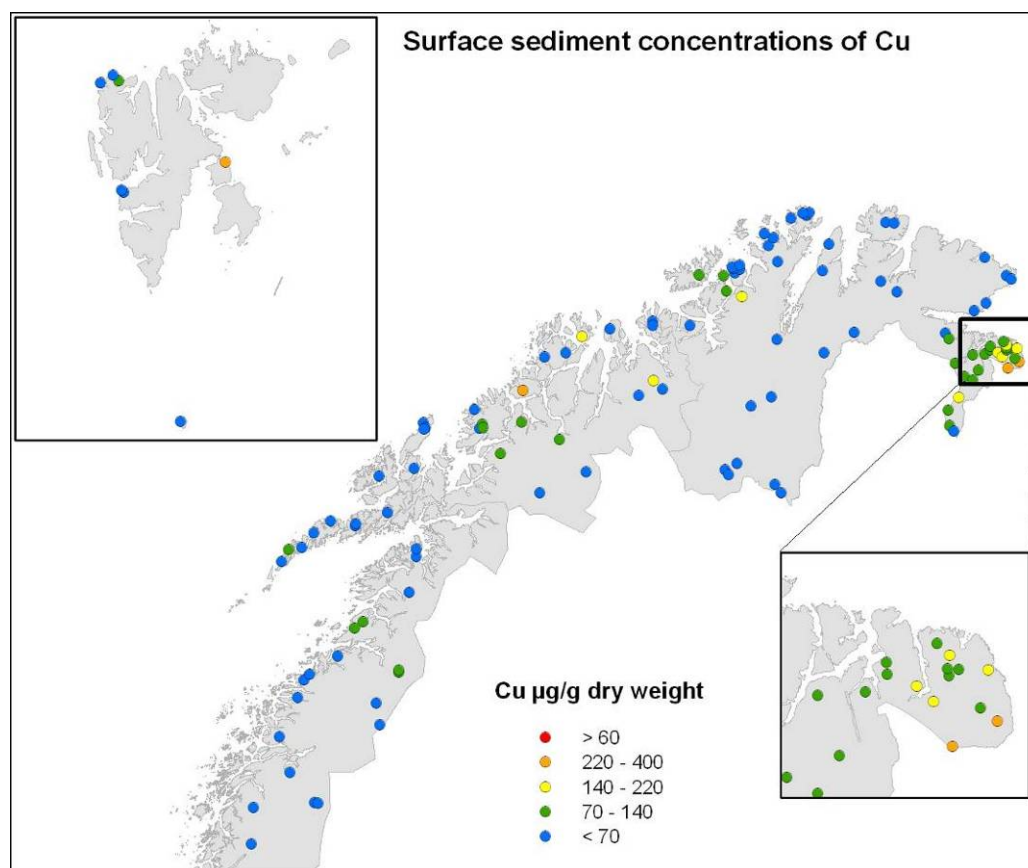 Surface sediment concentrations of Cu
Cu µg/g dry weight
> 60
220 - 400
140 - 220
70 - 140
< 70